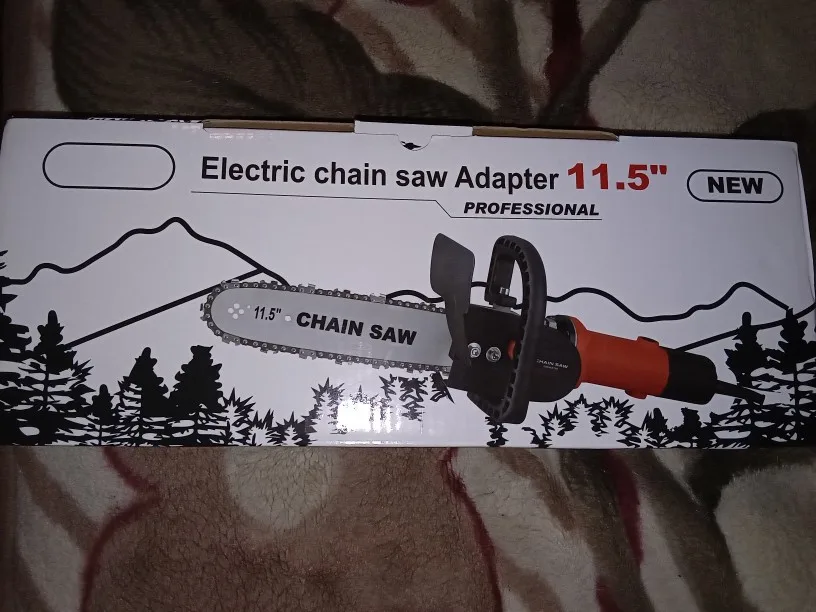 Electric chain saw Adapter 11.5"
NEW
PROFESSIONAL
11.5" CHAIN SAW
CHAIN SAW